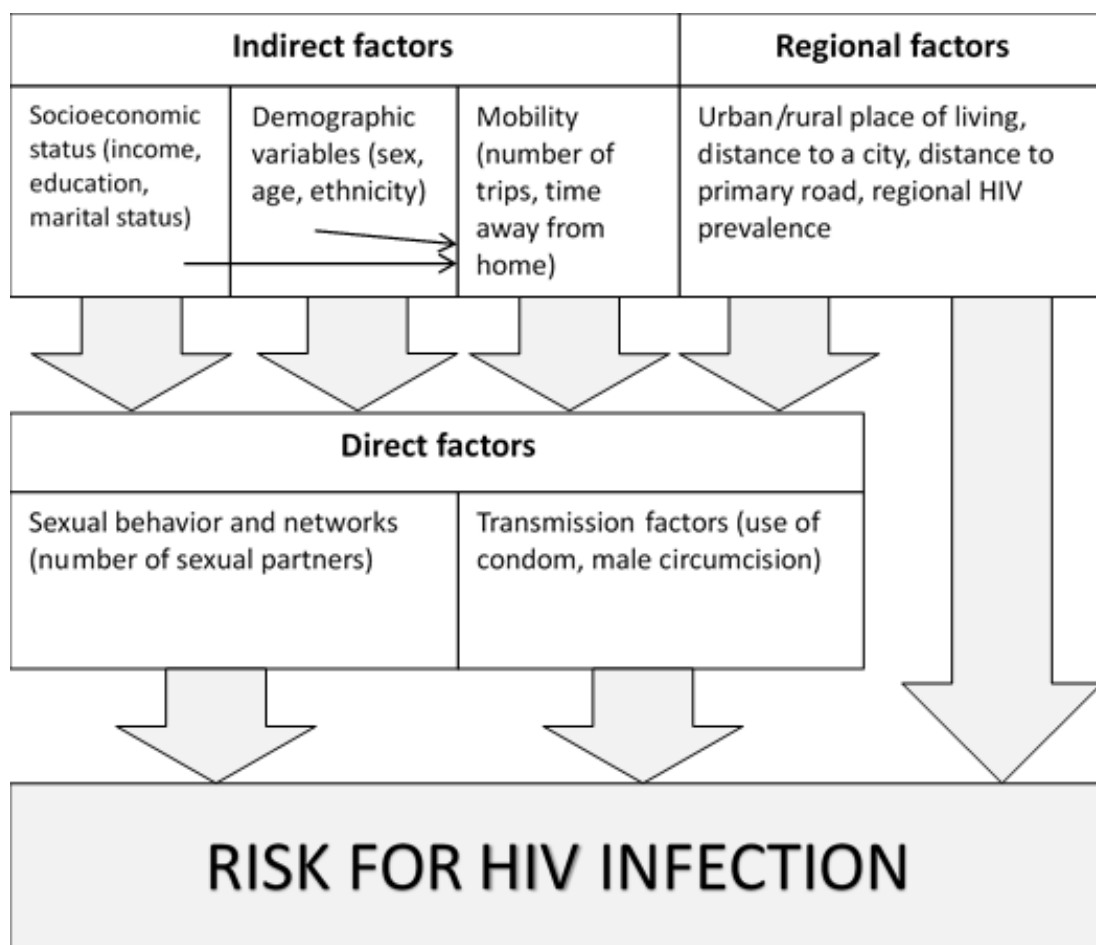 Indirect factors
Regional factors
Socioeconomic
status (income,
education,
marital status)
Demographic
variables (sex,
age, ethnicity)
Mobility
(number of
trips, time
away from
home)
Urban/rural place of living,
distance to a city, distance to
primary road, regional HIV
prevalence
Direct factors
Sexual behavior and networks
(number of sexual partners)
Transmission factors (use of
condom, male circumcision)
RISK FOR HIV INFECTION